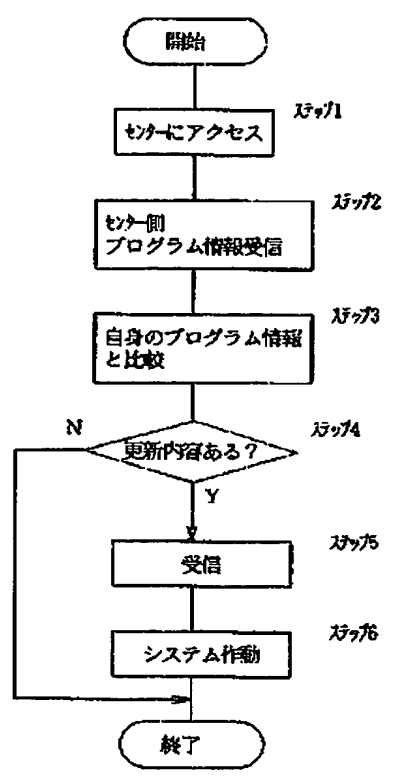 開始
ステップ1
センターにアクセス
ステップ2
センター側
プログラム情報受信
ステップ3
自身のプログラム情報
と比較
N
ステップ4
更新内容ある？
Y
ステップ5
受信
ステップ6
システム作動
終了